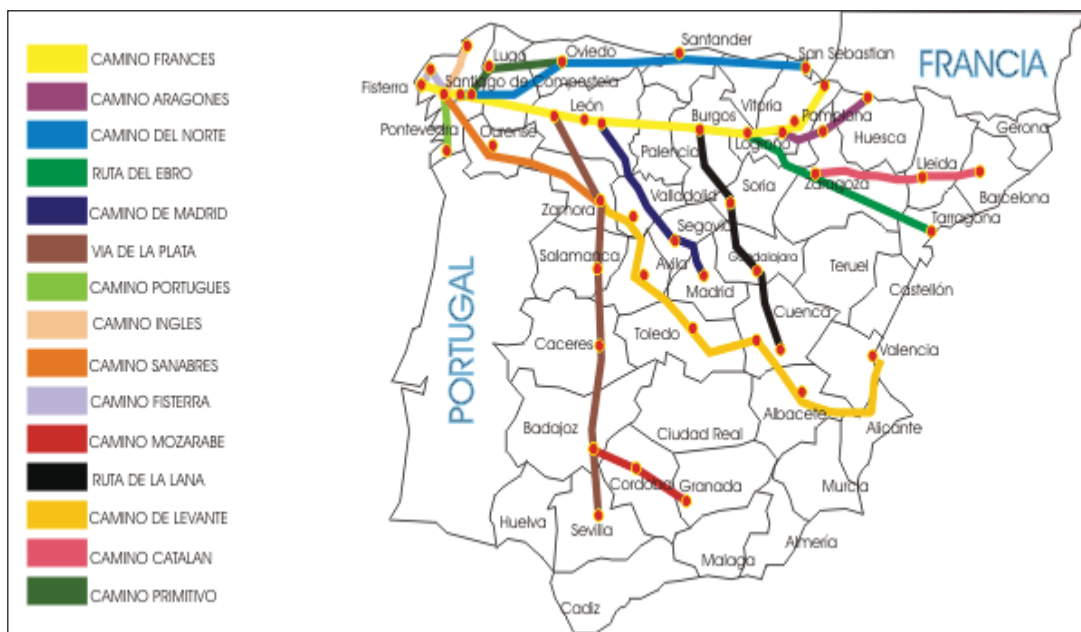 CAMINO FRANCES
CAMINO ARAGONES
CAMINO DEL NORTE
RUTA DEL EBRO
CAMINO DE MADRID
VIA DE LA PLATA
CAMINO PORTUGUES
CAMINO INGLES
CAMINO SANABRES
CAMINO FISTERRA
CAMINO MOZARABE
RUTA DE LA LANA
CAMINO DE LEVANTE
CAMINO CATALAN
CAMINO PRIMITIVO
Santander
Lugo
Oviedo
San Sebastian
FRANCIA
Fisterra
Santiago de Compostela
León
Vitoria
Burgos
Pamplona
Pontevedra
Ourense
Logroño
Huesca
Gerona
Palencia
Lleida
Zaragoza
Soria
Barcelona
Valladolid
Zamora
Tarragona
Segovia
Salamanca
Guadalajara
Avila
Teruel
Madrid
Castellón
PORTUGAL
Cuenca
Toledo
Caceres
Valencia
Albacete
Alicante
Badajoz
Ciudad Real
Cordoba
Granada
Murcia
Huelva
Sevilla
Almería
Malaga
Cadiz